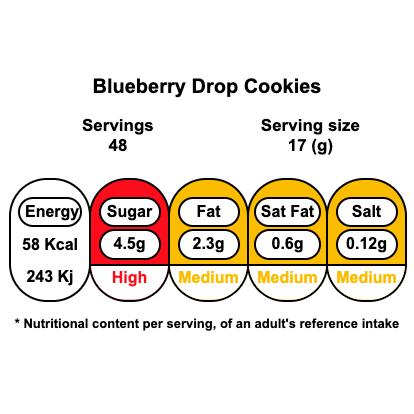 Blueberry Drop Cookies
Servings
48
Serving size
17 (g)
Energy Sugar Fat Sat Fat Salt
58 Kcal 4.5g 2.3g 0.6g 0.12g
243 Kj High Medium Medium Medium
* Nutritional content per serving, of an adult's reference intake